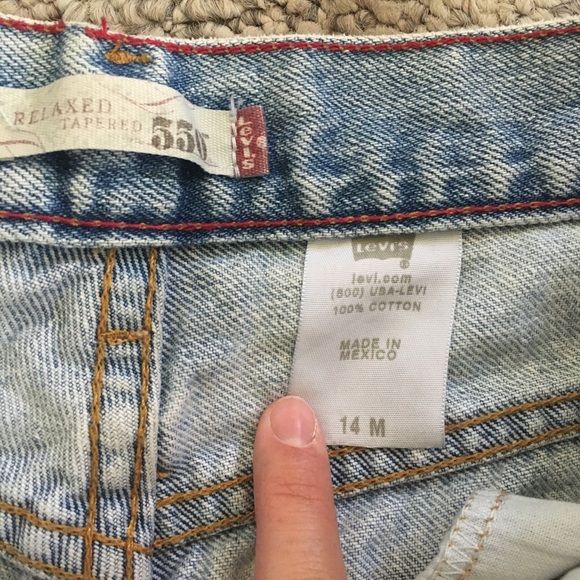 RELAXED
TAPERED
550
Levi's
Levi's
®
levi.com
(800) USA-LEVI
100% COTTON
MADE IN
MEXICO
14 M